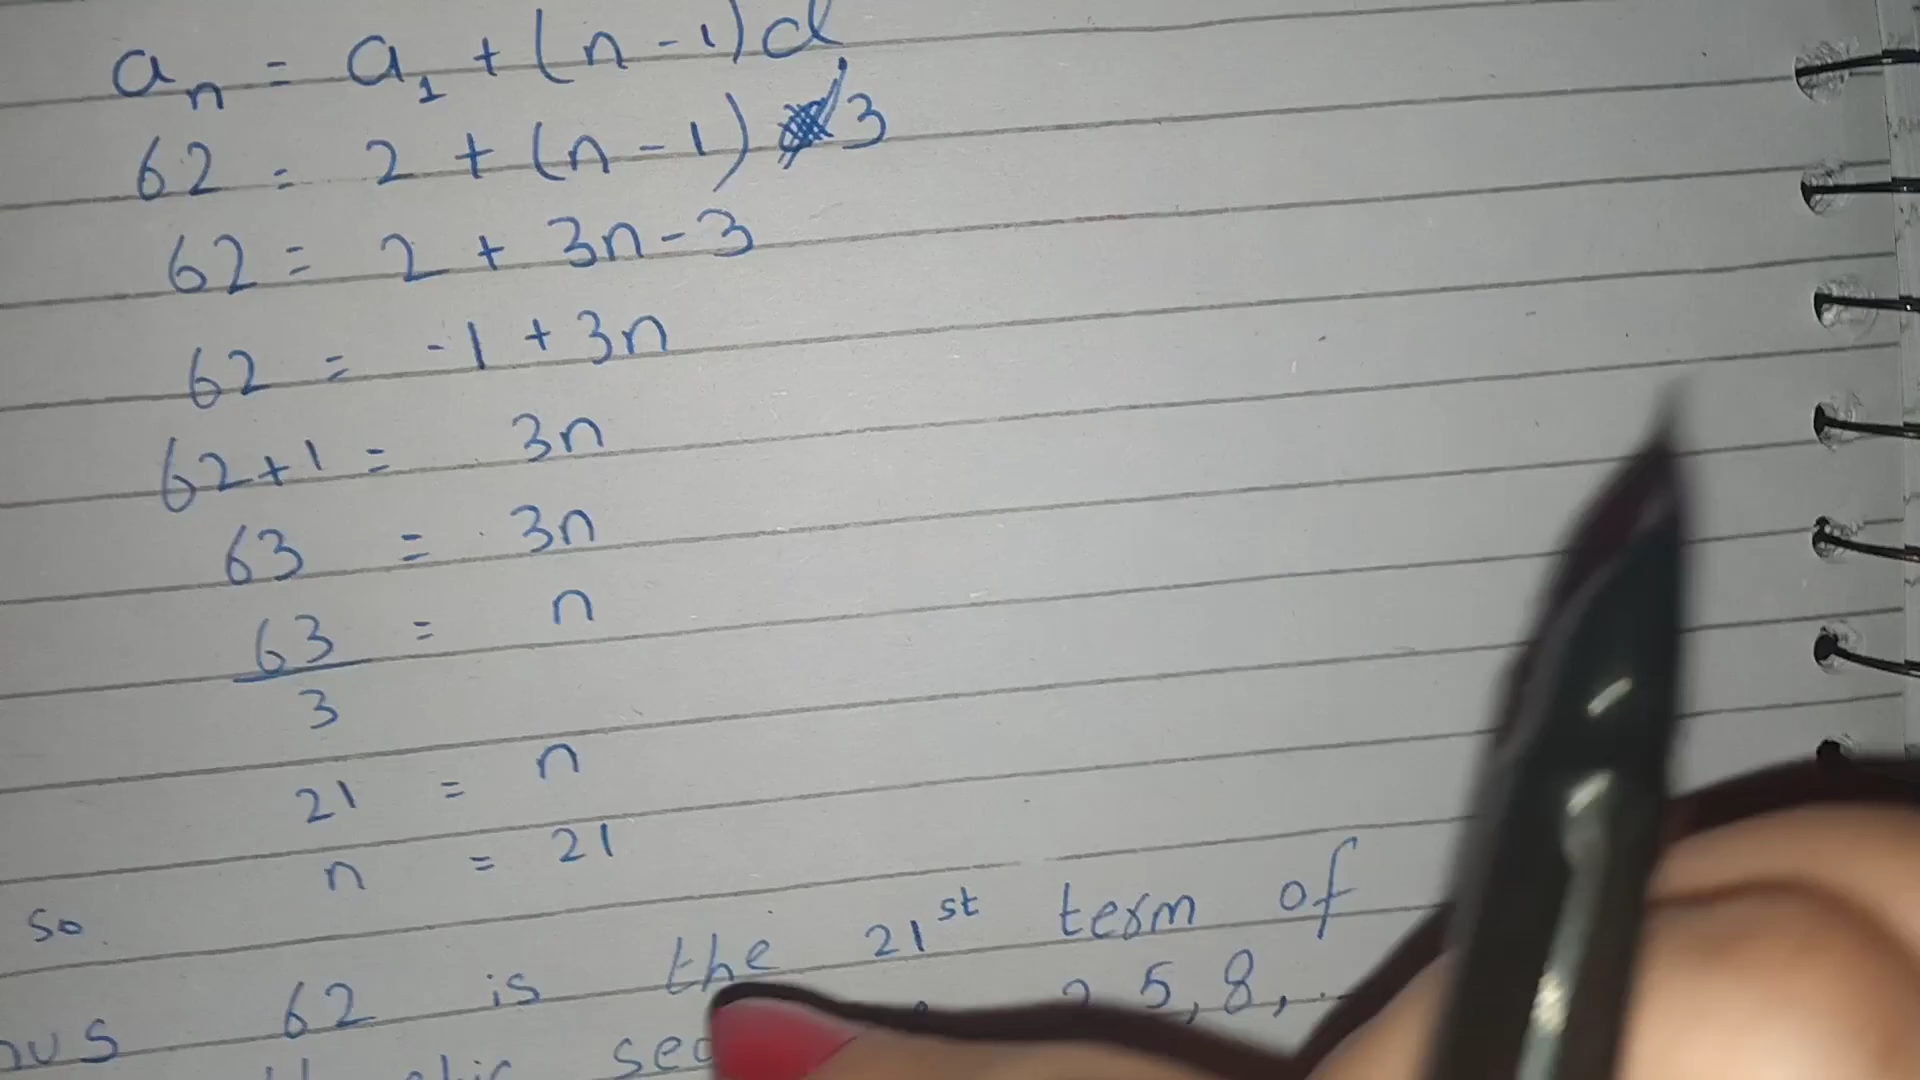 aₙ = a₁ + (n - 1)d
62 = 2 + (n - 1) 3
62 = 2 + 3n - 3
62 = -1 + 3n
62+1 = 3n
63 = 3n
63/3 = n
21 = n
n = 21
so
62 is the 21st term of
5, 8, ..